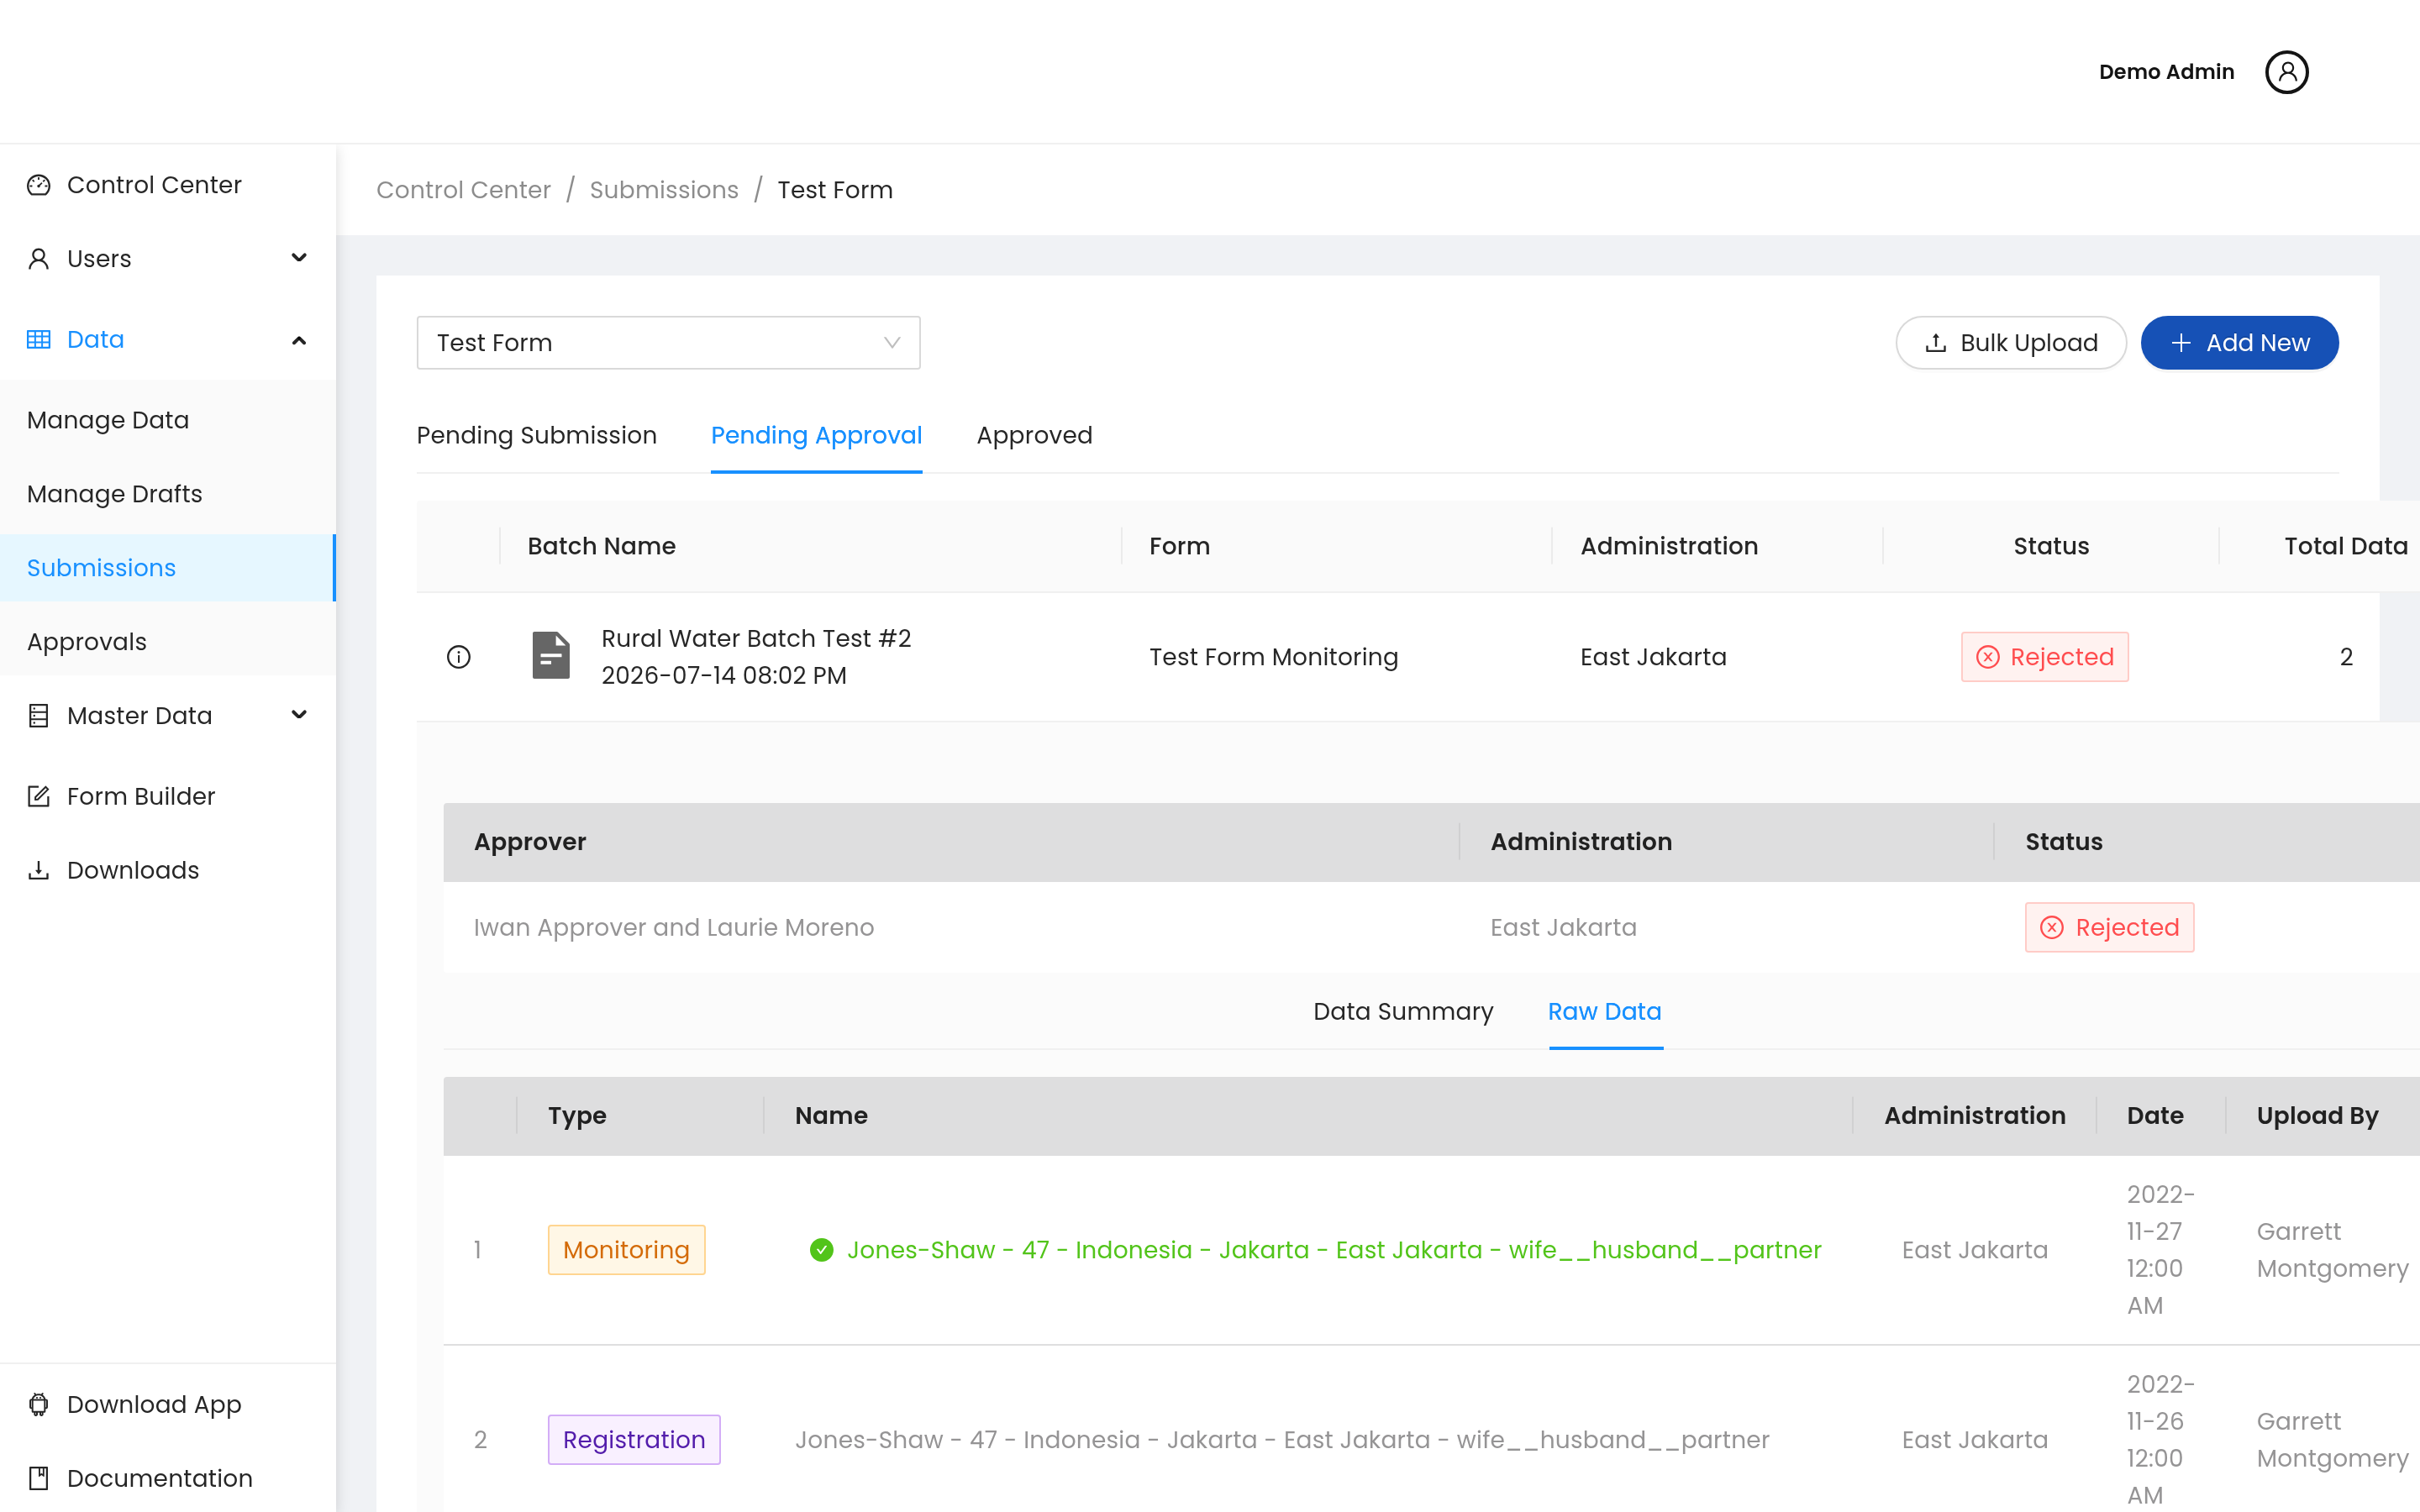 Demo Admin
Control Center
Users
Data
Manage Data
Manage Drafts
Submissions
Approvals
Master Data
Form Builder
Downloads
Download App
Documentation
Control Center / Submissions / Test Form
Test Form
Bulk Upload
Add New
Pending Submission
Pending Approval
Approved
Batch Name
Form
Administration
Status
Total Data
Rural Water Batch Test #2
2026-07-14 08:02 PM
Test Form Monitoring
East Jakarta
Rejected
2
Approver
Administration
Status
Iwan Approver and Laurie Moreno
East Jakarta
Rejected
Data Summary
Raw Data
Type
Name
Administration
Date
Upload By
1
Monitoring
Jones-Shaw - 47 - Indonesia - Jakarta - East Jakarta - wife__husband__partner
East Jakarta
2022-
11-27
12:00
AM
Garrett
Montgomery
2
Registration
Jones-Shaw - 47 - Indonesia - Jakarta - East Jakarta - wife__husband__partner
East Jakarta
2022-
11-26
12:00
AM
Garrett
Montgomery